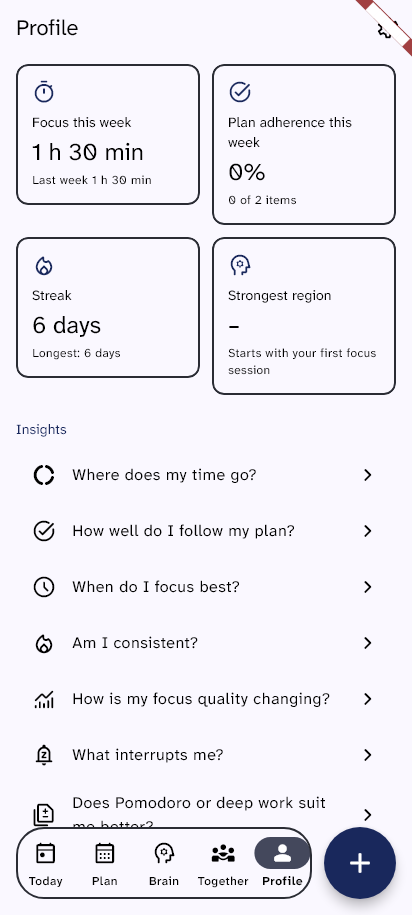 Profile
Focus this week
1 h 30 min
Last week 1 h 30 min
Plan adherence this
week
0%
0 of 2 items
Streak
6 days
Longest: 6 days
Strongest region
–
Starts with your first focus
session
Insights
Where does my time go?
How well do I follow my plan?
When do I focus best?
Am I consistent?
How is my focus quality changing?
What interrupts me?
Does Pomodoro or deep work suit
me better?
Today
Plan
Brain
Together
Profile